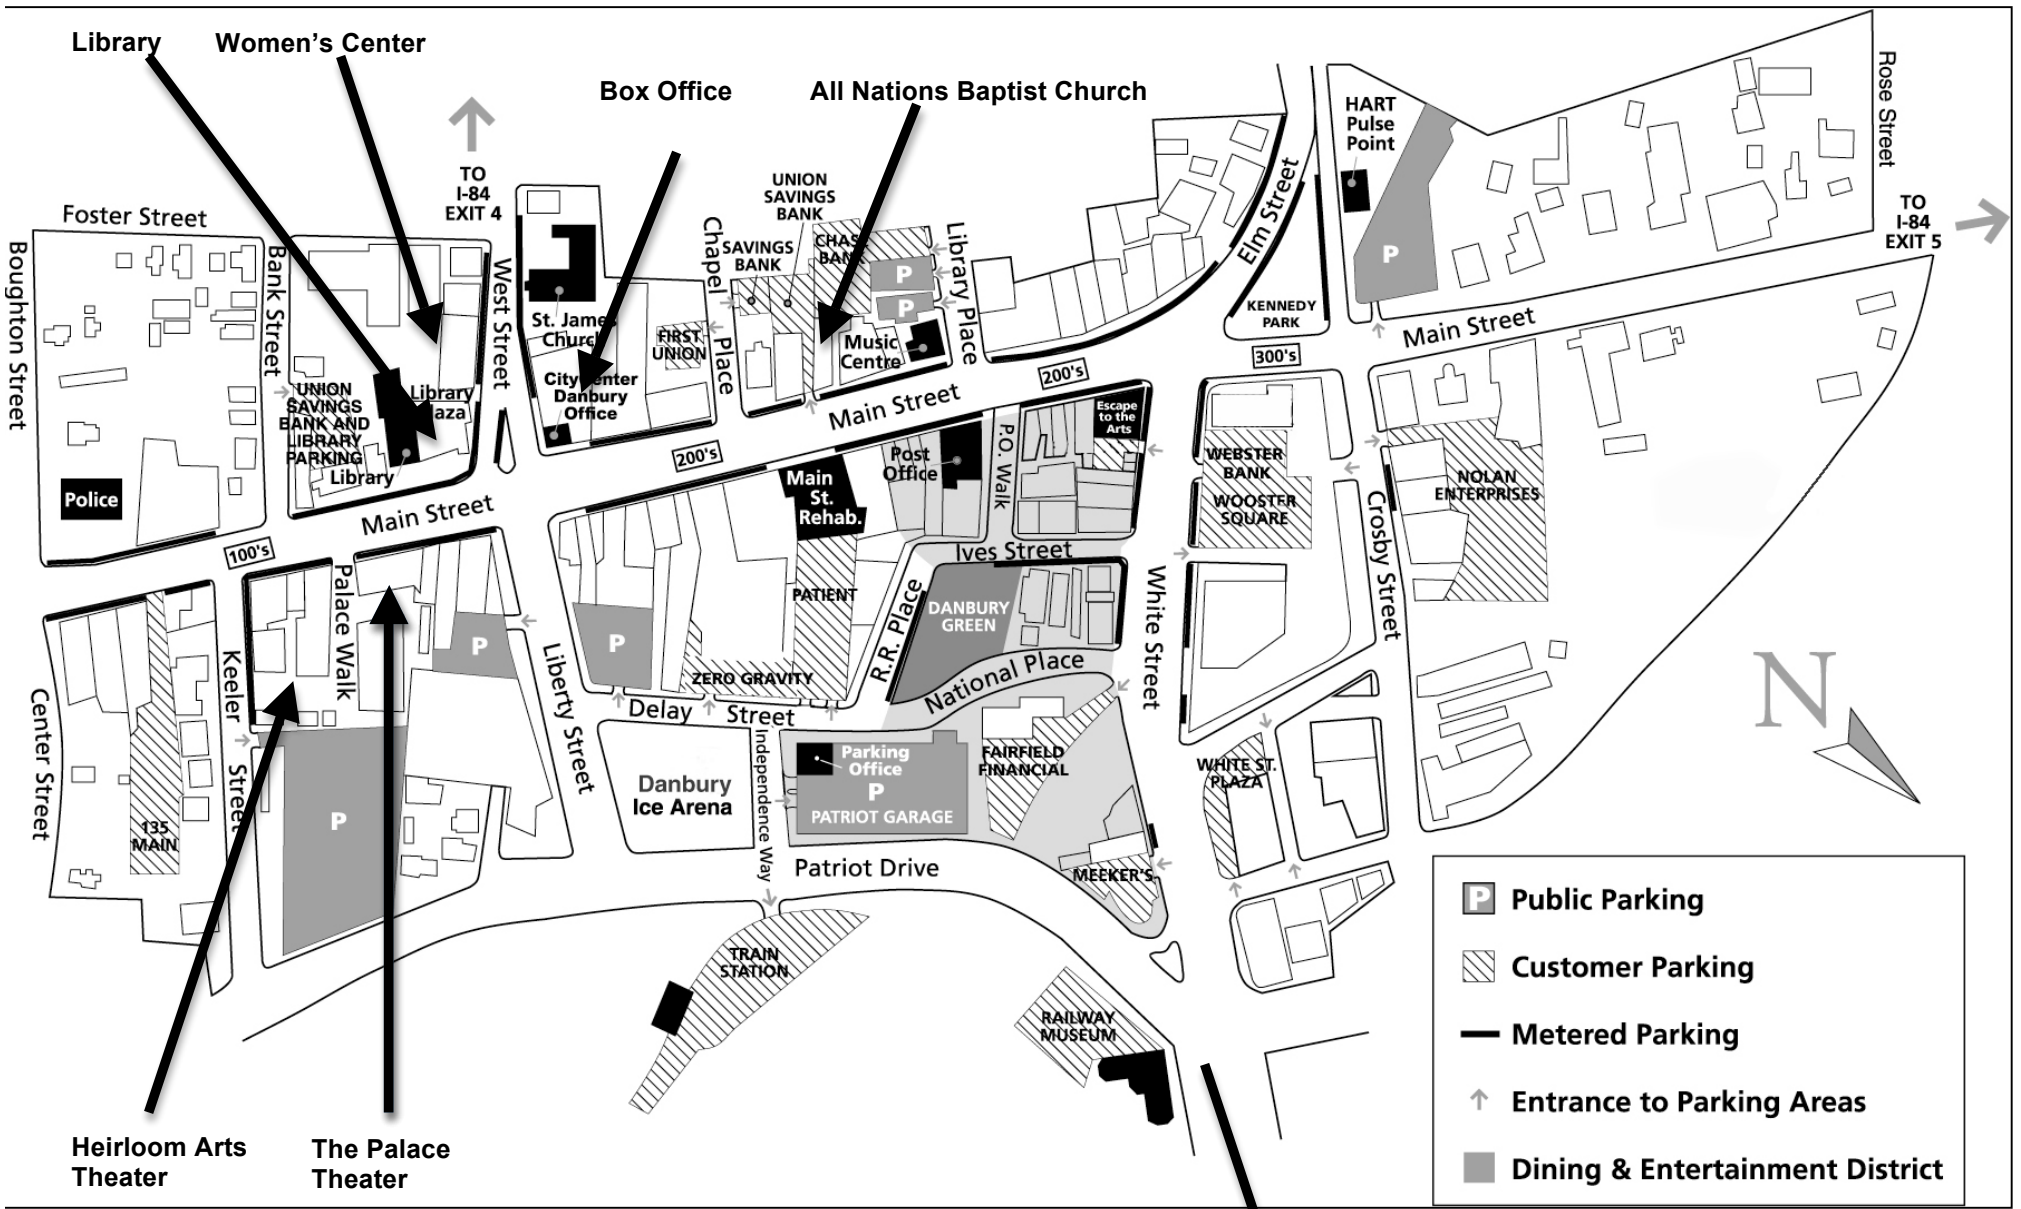 Library
Women's Center
Box Office
All Nations Baptist Church
TO
I-84
EXIT 4
HART
Pulse
Point
Rose Street
TO
I-84
EXIT 5
Foster Street
Boughton Street
Bank Street
West Street
St. James
Church
City Center
Danbury
Office
FIRST
UNION
Chapel Place
SAVINGS
BANK
UNION
SAVINGS
BANK
CHASE
BANK
P
P
Music
Centre
Library Place
Elm Street
KENNEDY
PARK
P
Main Street
300's
200's
Main Street
200's
UNION
SAVINGS
BANK AND
LIBRARY
PARKING
Library
Plaza
Library
Police
Main Street
100's
Escape
to the
Arts
Post
Office
P.O. Walk
Main
St.
Rehab.
WEBSTER
BANK
WOOSTER
SQUARE
NOLAN
ENTERPRISES
Crosby Street
Ives Street
White Street
DANBURY
GREEN
R.R. Place
National Place
PATIENT
ZERO GRAVITY
P
P
Palace Walk
Keeler Street
Center Street
Liberty Street
Delay Street
Independence Way
135
MAIN
P
Danbury
Ice Arena
Parking
Office
P
PATRIOT GARAGE
FAIRFIELD
FINANCIAL
WHITE ST.
PLAZA
MEEKER'S
Patriot Drive
TRAIN
STATION
RAILWAY
MUSEUM
N
Heirloom Arts
Theater
The Palace
Theater
P Public Parking
Customer Parking
Metered Parking
Entrance to Parking Areas
Dining & Entertainment District